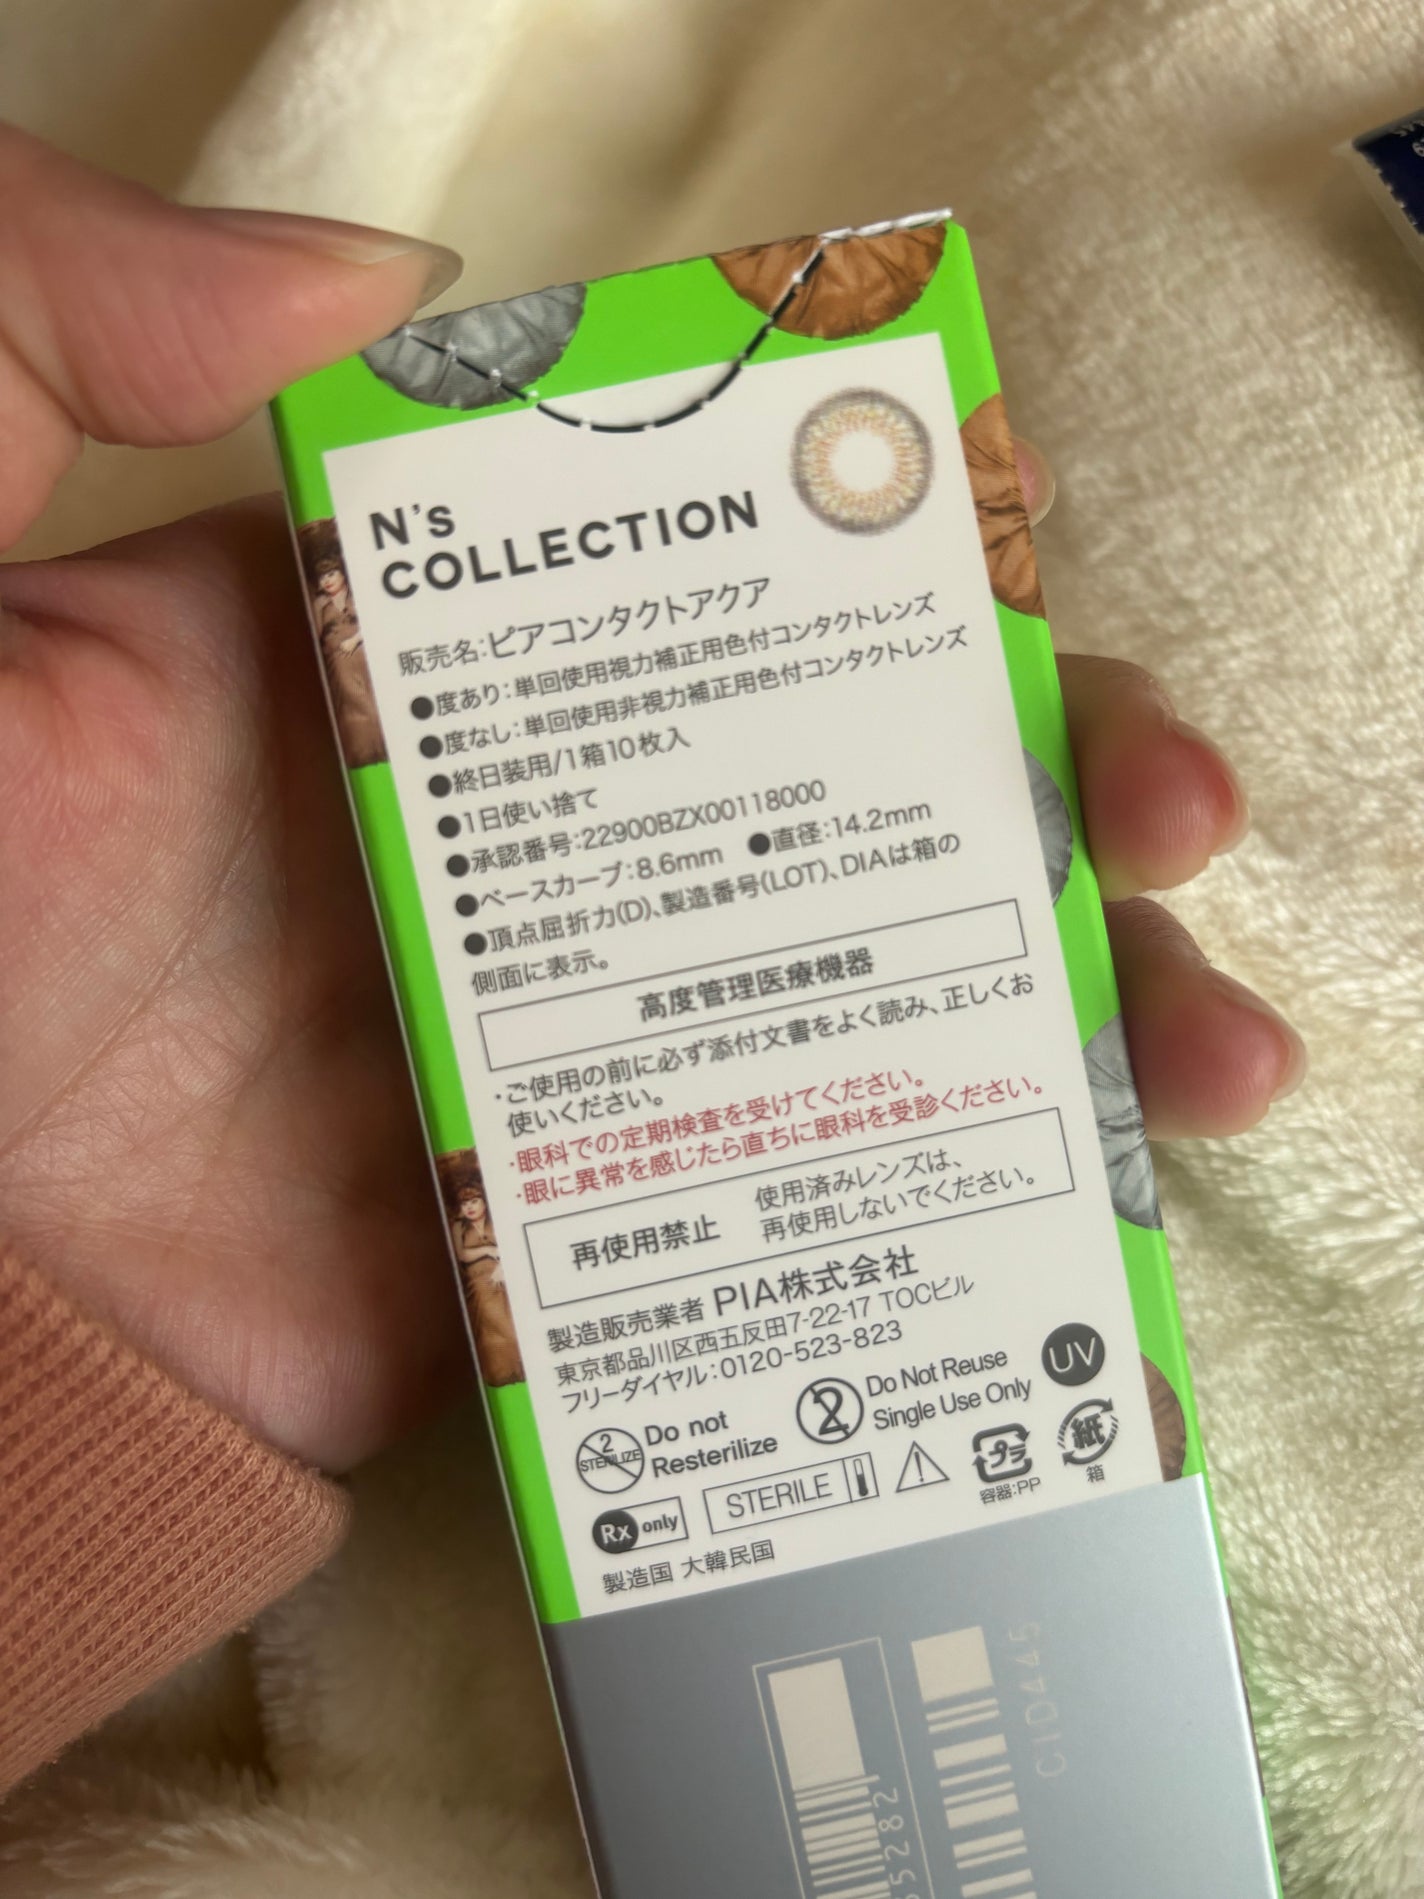 N's
COLLECTION
販売名:ピアコンタクトアクア
●度あり:単回使用視力補正用色付コンタクトレンズ
●度なし:単回使用非視力補正用色付コンタクトレンズ
●終日装用/1箱10枚入
●1日使い捨て
●承認番号:22900BZX00118000
●ベースカーブ:8.6mm ●直径:14.2mm
●頂点屈折力(D)、製造番号(LOT)、DIAは箱の
側面に表示。
高度管理医療機器
・ご使用の前に必ず添付文書をよく読み、正しくお
使いください。
・眼科での定期検査を受けてください。
・眼に異常を感じたら直ちに眼科を受診ください。
再使用禁止
使用済みレンズは、
再使用しないでください。
製造販売業者 PIA株式会社
東京都品川区西五反田7-22-17 TOCビル
フリーダイヤル:0120-523-823
2
STERILIZE
Do not
Resterilize
2
Do Not Reuse
Single Use Only
UV
Rx only
STERILE
プラ
容器:PP
紙
箱
製造国 大韓民国
5282
CID445